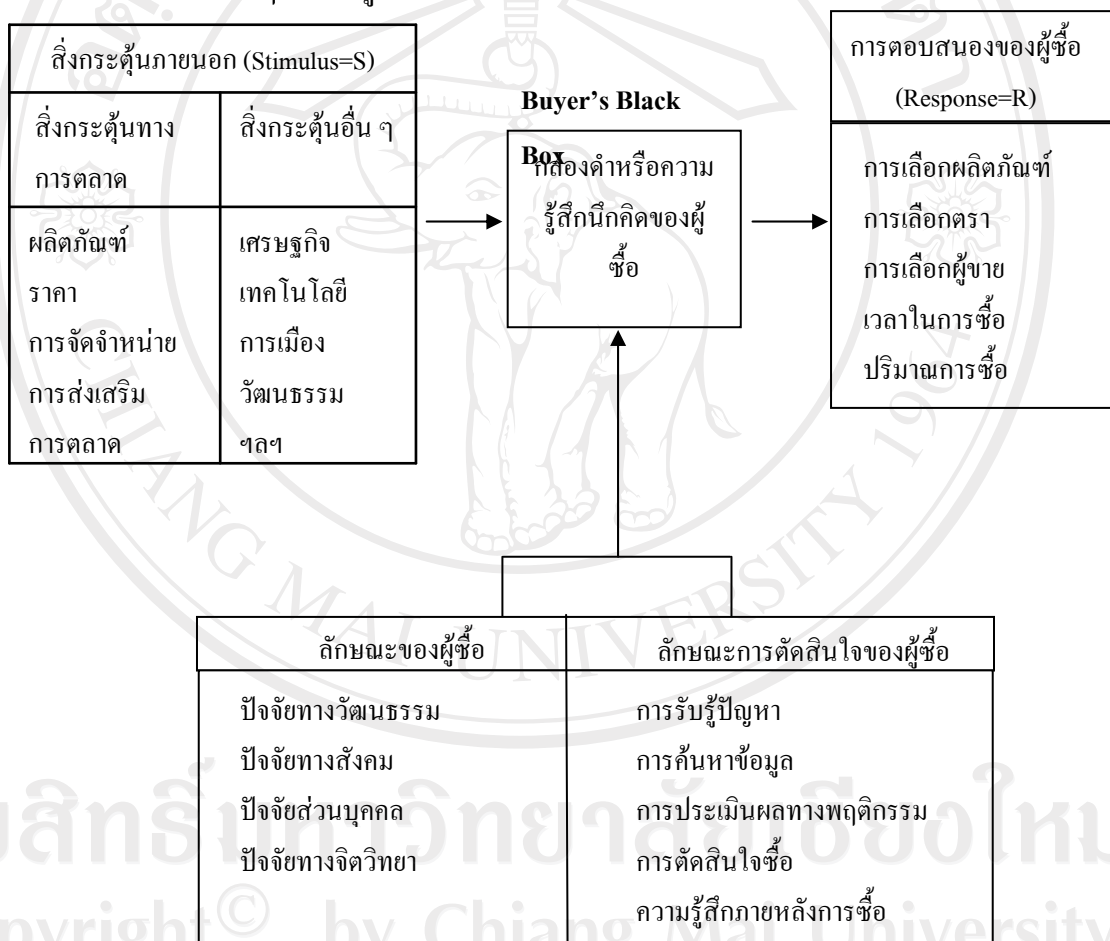 สิ่งกระตุ้นภายนอก (Stimulus=S)
สิ่งกระตุ้นทาง
การตลาด
สิ่งกระตุ้นอื่น ๆ
ผลิตภัณฑ์
ราคา
การจัดจำหน่าย
การส่งเสริม
การตลาด
เศรษฐกิจ
เทคโนโลยี
การเมือง
วัฒนธรรม
ฯลฯ
Buyer's Black
Box
กล่องดำหรือความ
รู้สึกนึกคิดของผู้
ซื้อ
การตอบสนองของผู้ซื้อ
(Response=R)
การเลือกผลิตภัณฑ์
การเลือกตรา
การเลือกผู้ขาย
เวลาในการซื้อ
ปริมาณการซื้อ
ลักษณะของผู้ซื้อ
ปัจจัยทางวัฒนธรรม
ปัจจัยทางสังคม
ปัจจัยส่วนบุคคล
ปัจจัยทางจิตวิทยา
ลักษณะการตัดสินใจของผู้ซื้อ
การรับรู้ปัญหา
การค้นหาข้อมูล
การประเมินผลทางพฤติกรรม
การตัดสินใจซื้อ
ความรู้สึกภายหลังการซื้อ
CHIANG MAI UNIVERSITY 1964
by Chiang Mai University